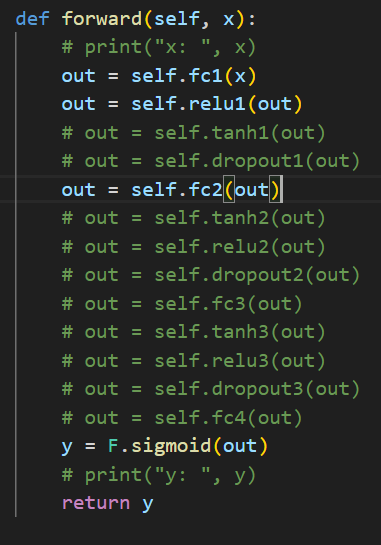 def forward(self, x):
    # print("x: ", x)
    out = self.fc1(x)
    out = self.relu1(out)
    # out = self.tanh1(out)
    # out = self.dropout1(out)
    out = self.fc2(out)
    # out = self.tanh2(out)
    # out = self.relu2(out)
    # out = self.dropout2(out)
    # out = self.fc3(out)
    # out = self.tanh3(out)
    # out = self.relu3(out)
    # out = self.dropout3(out)
    # out = self.fc4(out)
    y = F.sigmoid(out)
    # print("y: ", y)
    return y